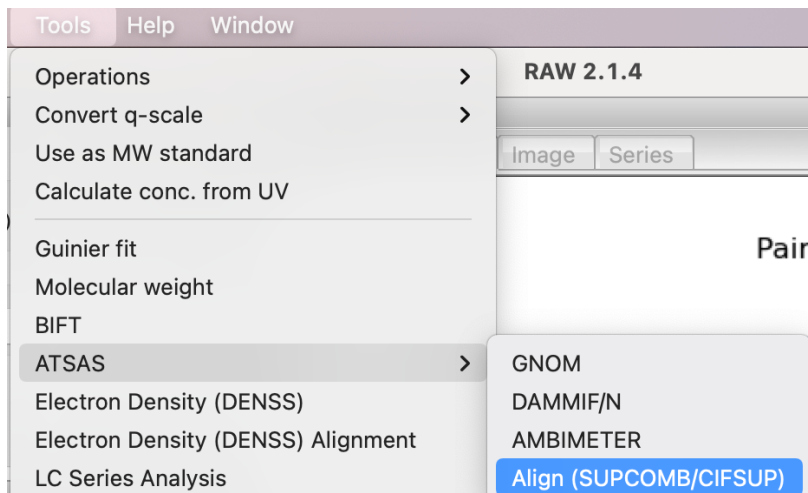 Tools Help Window
RAW 2.1.4
Operations
Convert q-scale
Use as MW standard
Calculate conc. from UV
Image Series
Guinier fit
Molecular weight
BIFT
ATSAS
Electron Density (DENSS)
Electron Density (DENSS) Alignment
LC Series Analysis
GNOM
DAMMIF/N
AMBIMETER
Align (SUPCOMB/CIFSUP)